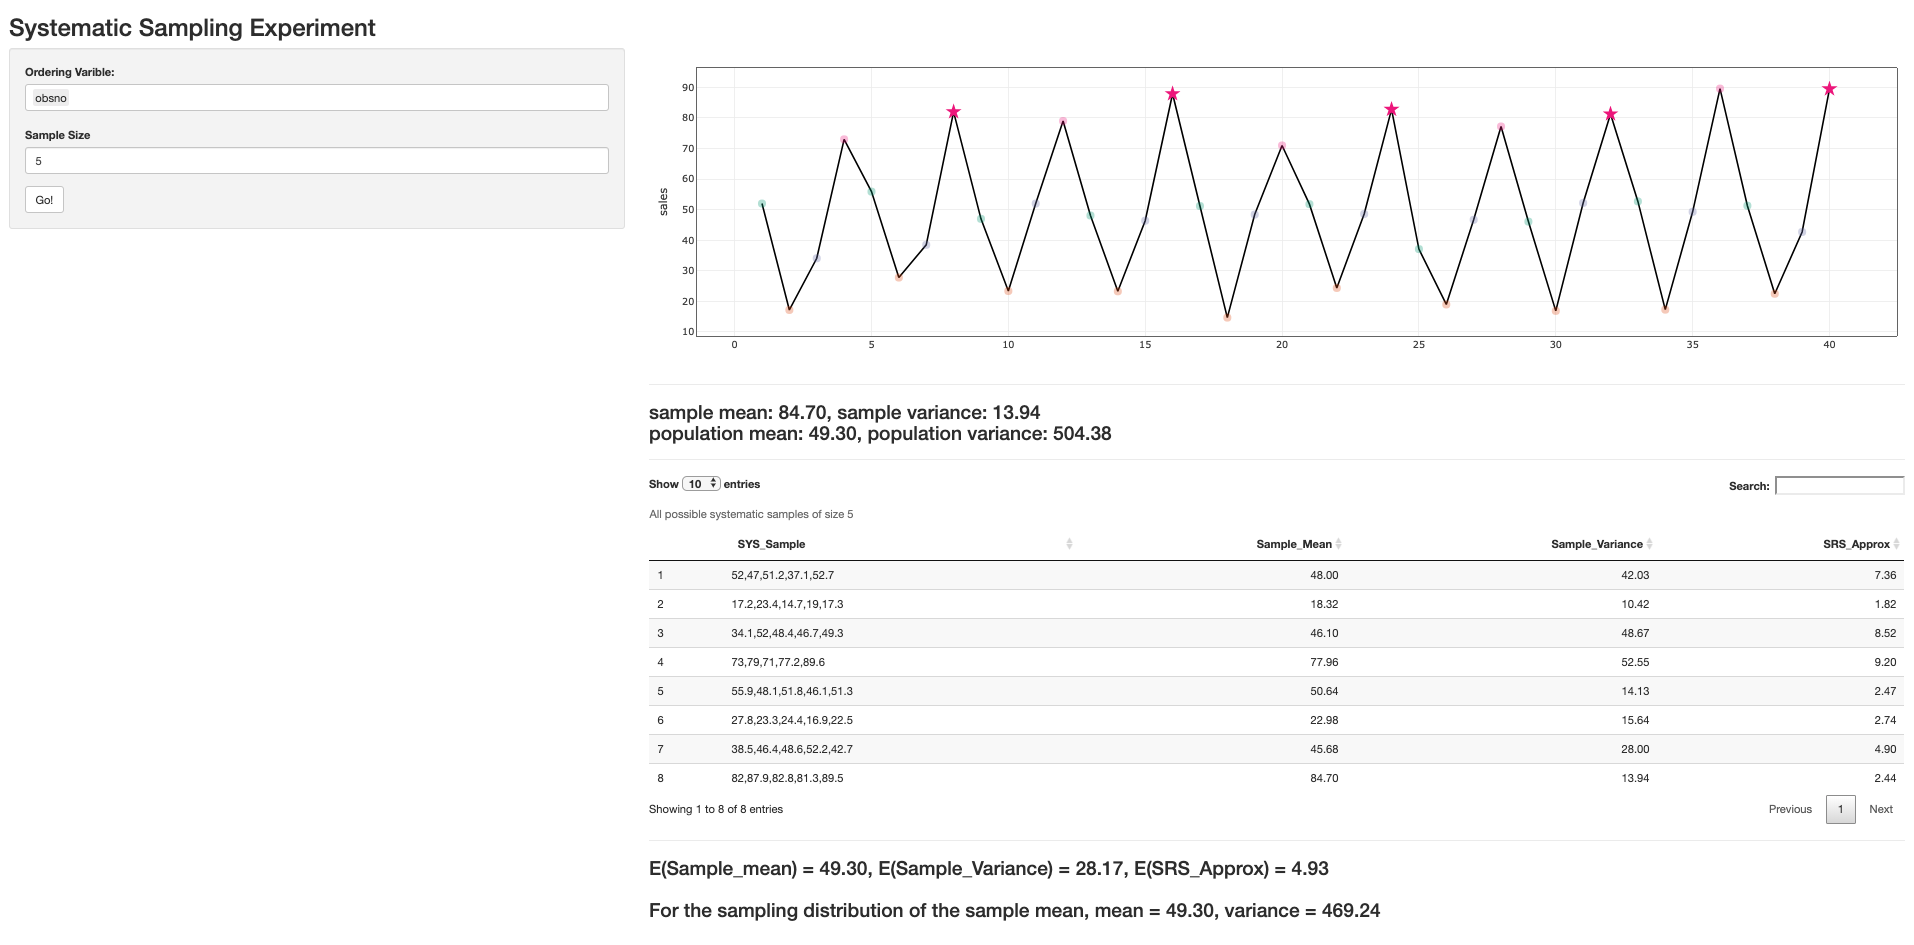 Systematic Sampling Experiment
Ordering Varible:
obsno
Sample Size
5
Go!
sales
90
80
70
60
50
40
30
20
10
0 5 10 15 20 25 30 35 40
sample mean: 84.70, sample variance: 13.94
population mean: 49.30, population variance: 504.38
Show 10 entries Search:
All possible systematic samples of size 5
SYS_Sample Sample_Mean Sample_Variance SRS_Approx
1 52,47,51.2,37.1,52.7 48.00 42.03 7.36
2 17.2,23.4,14.7,19,17.3 18.32 10.42 1.82
3 34.1,52,48.4,46.7,49.3 46.10 48.67 8.52
4 73,79,71,77.2,89.6 77.96 52.55 9.20
5 55.9,48.1,51.8,46.1,51.3 50.64 14.13 2.47
6 27.8,23.3,24.4,16.9,22.5 22.98 15.64 2.74
7 38.5,46.4,48.6,52.2,42.7 45.68 28.00 4.90
8 82,87.9,82.8,81.3,89.5 84.70 13.94 2.44
Showing 1 to 8 of 8 entries Previous 1 Next
E(Sample_mean) = 49.30, E(Sample_Variance) = 28.17, E(SRS_Approx) = 4.93
For the sampling distribution of the sample mean, mean = 49.30, variance = 469.24